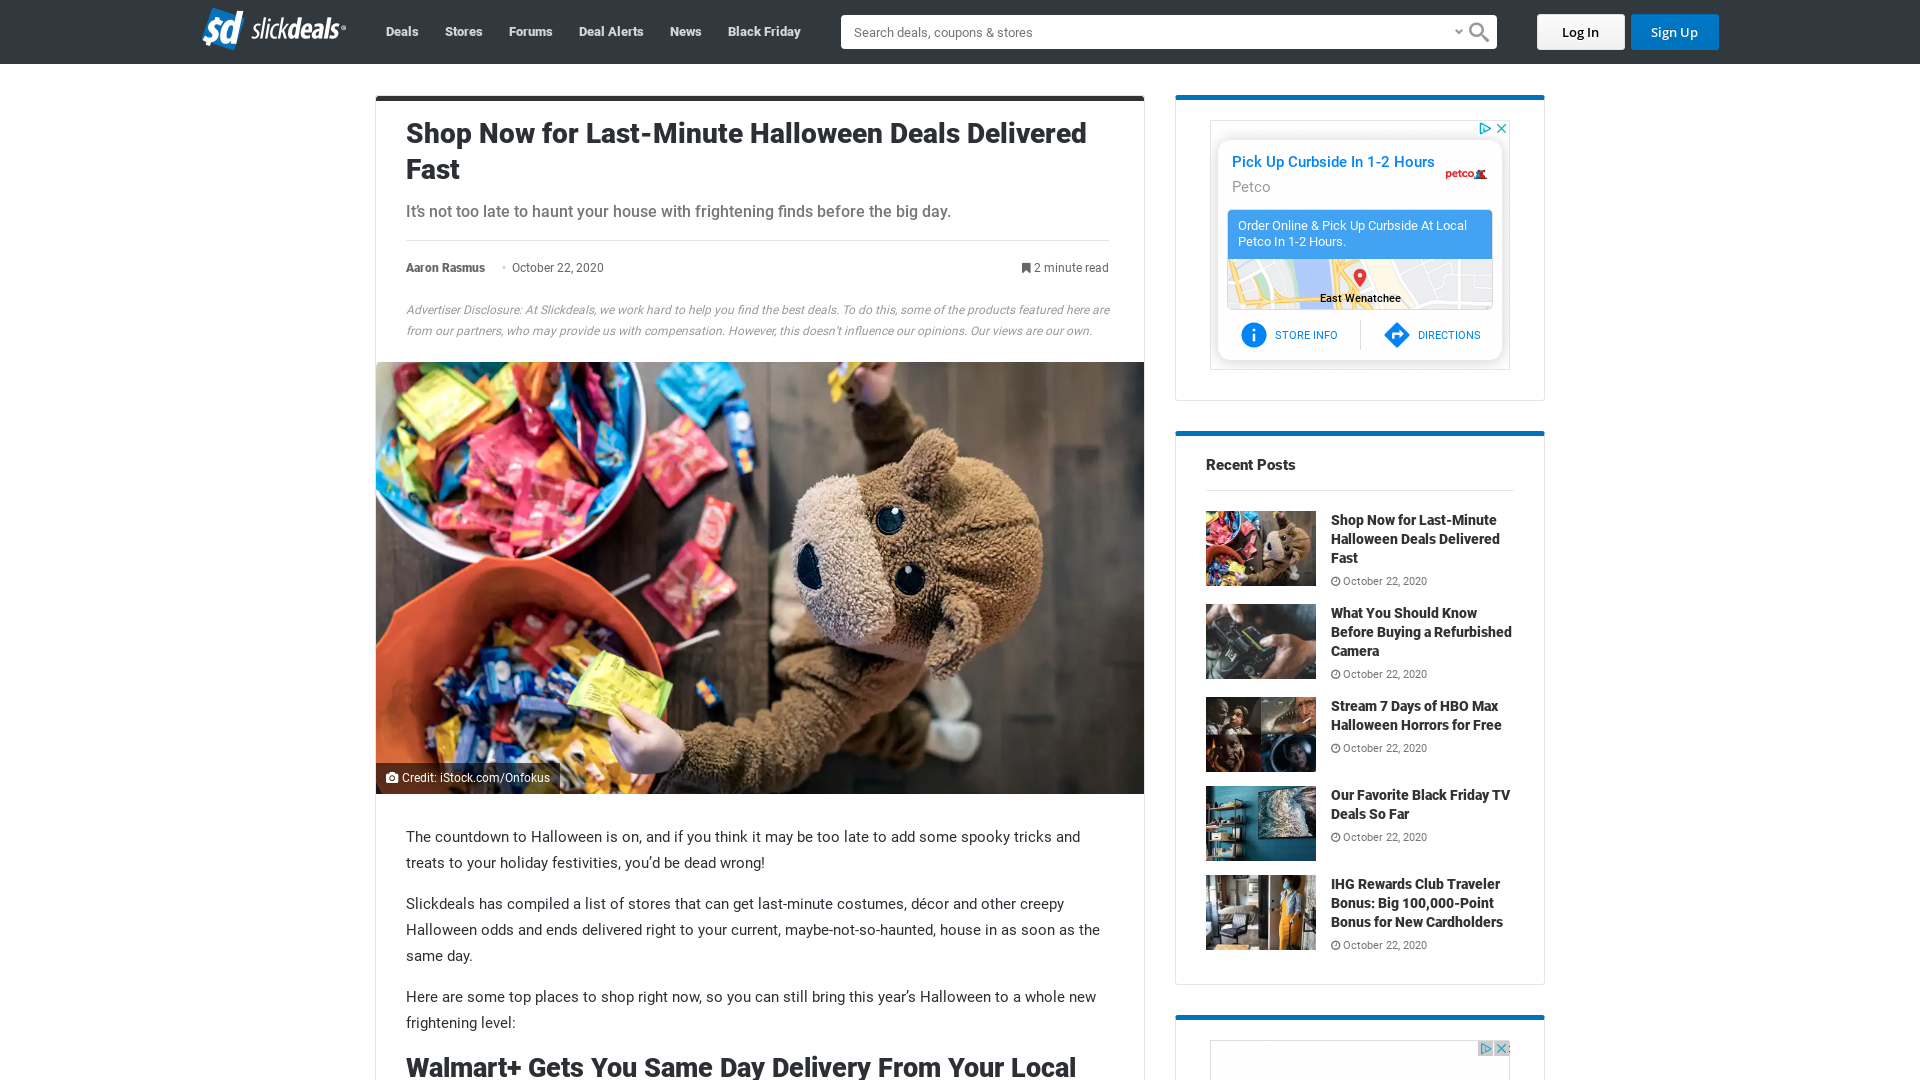 sd slickdeals®
Deals
Stores
Forums
Deal Alerts
News
Black Friday
Search deals, coupons & stores
Log In
Sign Up
Shop Now for Last-Minute Halloween Deals Delivered
Fast
It’s not too late to haunt your house with frightening finds before the big day.
Aaron Rasmus
October 22, 2020
2 minute read
Advertiser Disclosure: At Slickdeals, we work hard to help you find the best deals. To do this, some of the products featured here are
from our partners, who may provide us with compensation. However, this doesn’t influence our opinions. Our views are our own.
Credit: iStock.com/Onfokus
The countdown to Halloween is on, and if you think it may be too late to add some spooky tricks and
treats to your holiday festivities, you’d be dead wrong!
Slickdeals has compiled a list of stores that can get last-minute costumes, décor and other creepy
Halloween odds and ends delivered right to your current, maybe-not-so-haunted, house in as soon as the
same day.
Here are some top places to shop right now, so you can still bring this year’s Halloween to a whole new
frightening level:
Walmart+ Gets You Same Day Delivery From Your Local
Pick Up Curbside In 1-2 Hours
Petco
petco
Order Online & Pick Up Curbside At Local
Petco In 1-2 Hours.
East Wenatchee
STORE INFO
DIRECTIONS
Recent Posts
Shop Now for Last-Minute
Halloween Deals Delivered
Fast
October 22, 2020
What You Should Know
Before Buying a Refurbished
Camera
October 22, 2020
Stream 7 Days of HBO Max
Halloween Horrors for Free
October 22, 2020
Our Favorite Black Friday TV
Deals So Far
October 22, 2020
IHG Rewards Club Traveler
Bonus: Big 100,000-Point
Bonus for New Cardholders
October 22, 2020